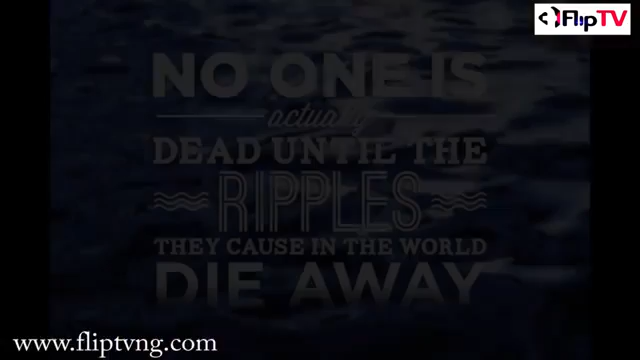 FlipTV
NO ONE IS
actually
DEAD UNTIL THE
RIPPLES
THEY CAUSE IN THE WORLD
DIE AWAY
www.fliptvng.com